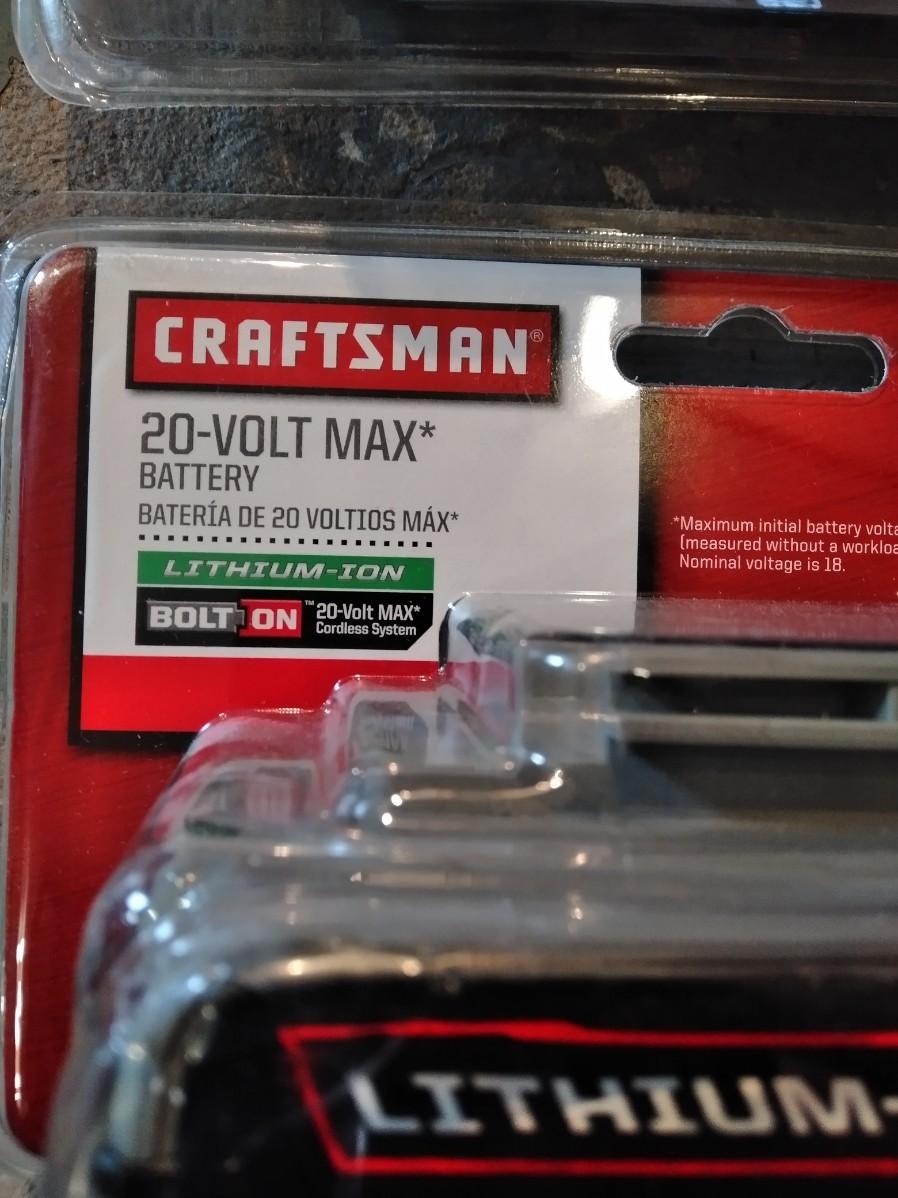 CRAFTSMAN®
20-VOLT MAX*
BATTERY
BATERÍA DE 20 VOLTIOS MÁX*
LITHIUM-ION
BOLT ON™ 20-Volt MAX*
Cordless System
*Maximum initial battery volta
(measured without a workloa
Nominal voltage is 18.
LITHIUM-